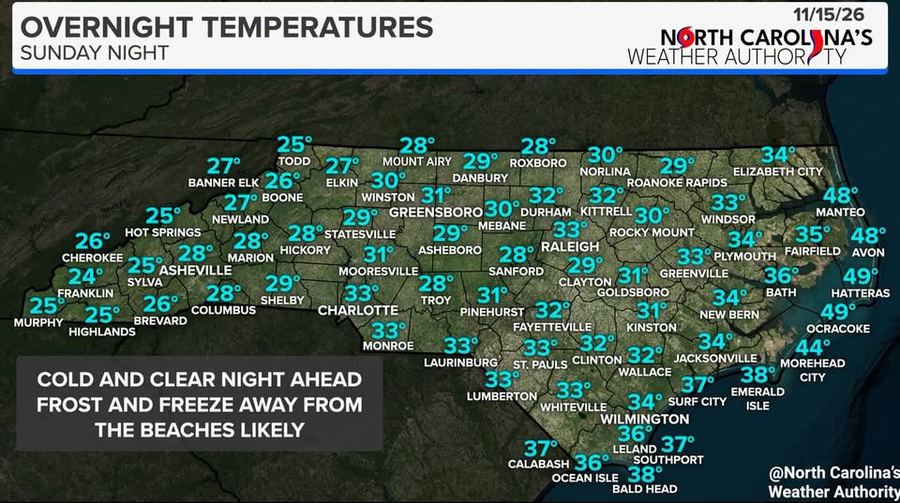 OVERNIGHT TEMPERATURES
SUNDAY NIGHT
11/15/26
NORTH CAROLINA'S
WEATHER AUTHORITY
25°
TODD
28°
MOUNT AIRY
28°
ROXBORO
30°
NORLINA
34°
ELIZABETH CITY
27°
BANNER ELK
26°
BOONE
27°
ELKIN
29°
DANBURY
29°
ROANOKE RAPIDS
30°
WINSTON
31°
GREENSBORO
30°
MEBANE
32°
DURHAM
32°
KITTRELL
30°
ROCKY MOUNT
33°
WINDSOR
48°
MANTEO
25°
HOT SPRINGS
27°
NEWLAND
29°
STATESVILLE
29°
ASHEBORO
33°
RALEIGH
34°
PLYMOUTH
35°
FAIRFIELD
48°
AVON
26°
CHEROKEE
28°
ASHEVILLE
28°
MARION
28°
HICKORY
31°
MOORESVILLE
28°
SANFORD
29°
CLAYTON
31°
GOLDSBORO
33°
GREENVILLE
36°
BATH
49°
HATTERAS
24°
FRANKLIN
25°
SYLVA
29°
SHELBY
28°
TROY
31°
PINEHURST
34°
NEW BERN
49°
OCRACOKE
25°
MURPHY
25°
HIGHLANDS
26°
BREVARD
28°
COLUMBUS
33°
CHARLOTTE
32°
FAYETTEVILLE
31°
KINSTON
33°
MONROE
33°
LAURINBURG
33°
ST. PAULS
32°
CLINTON
32°
WALLACE
34°
JACKSONVILLE
44°
MOREHEAD
CITY
33°
LUMBERTON
33°
WHITEVILLE
34°
WILMINGTON
37°
SURF CITY
38°
EMERALD
ISLE
COLD AND CLEAR NIGHT AHEAD
FROST AND FREEZE AWAY FROM
THE BEACHES LIKELY
37°
CALABASH
36°
OCEAN ISLE
36°
LELAND
37°
SOUTHPORT
38°
BALD HEAD
@North Carolina's
Weather Authority